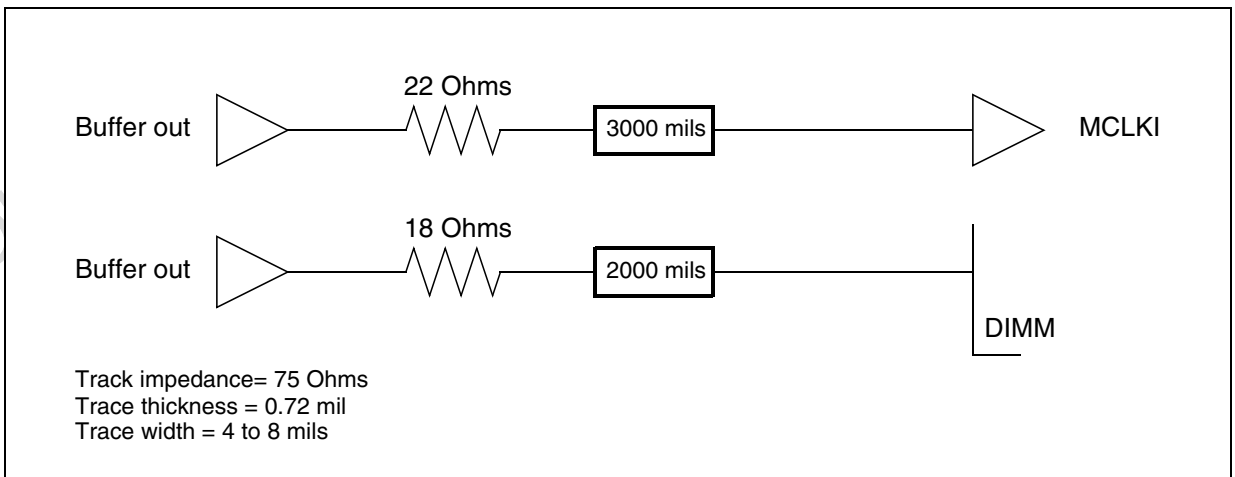 22 Ohms
Buffer out
3000 mils
MCLKI
18 Ohms
Buffer out
2000 mils
DIMM
Track impedance= 75 Ohms
Trace thickness = 0.72 mil
Trace width = 4 to 8 mils